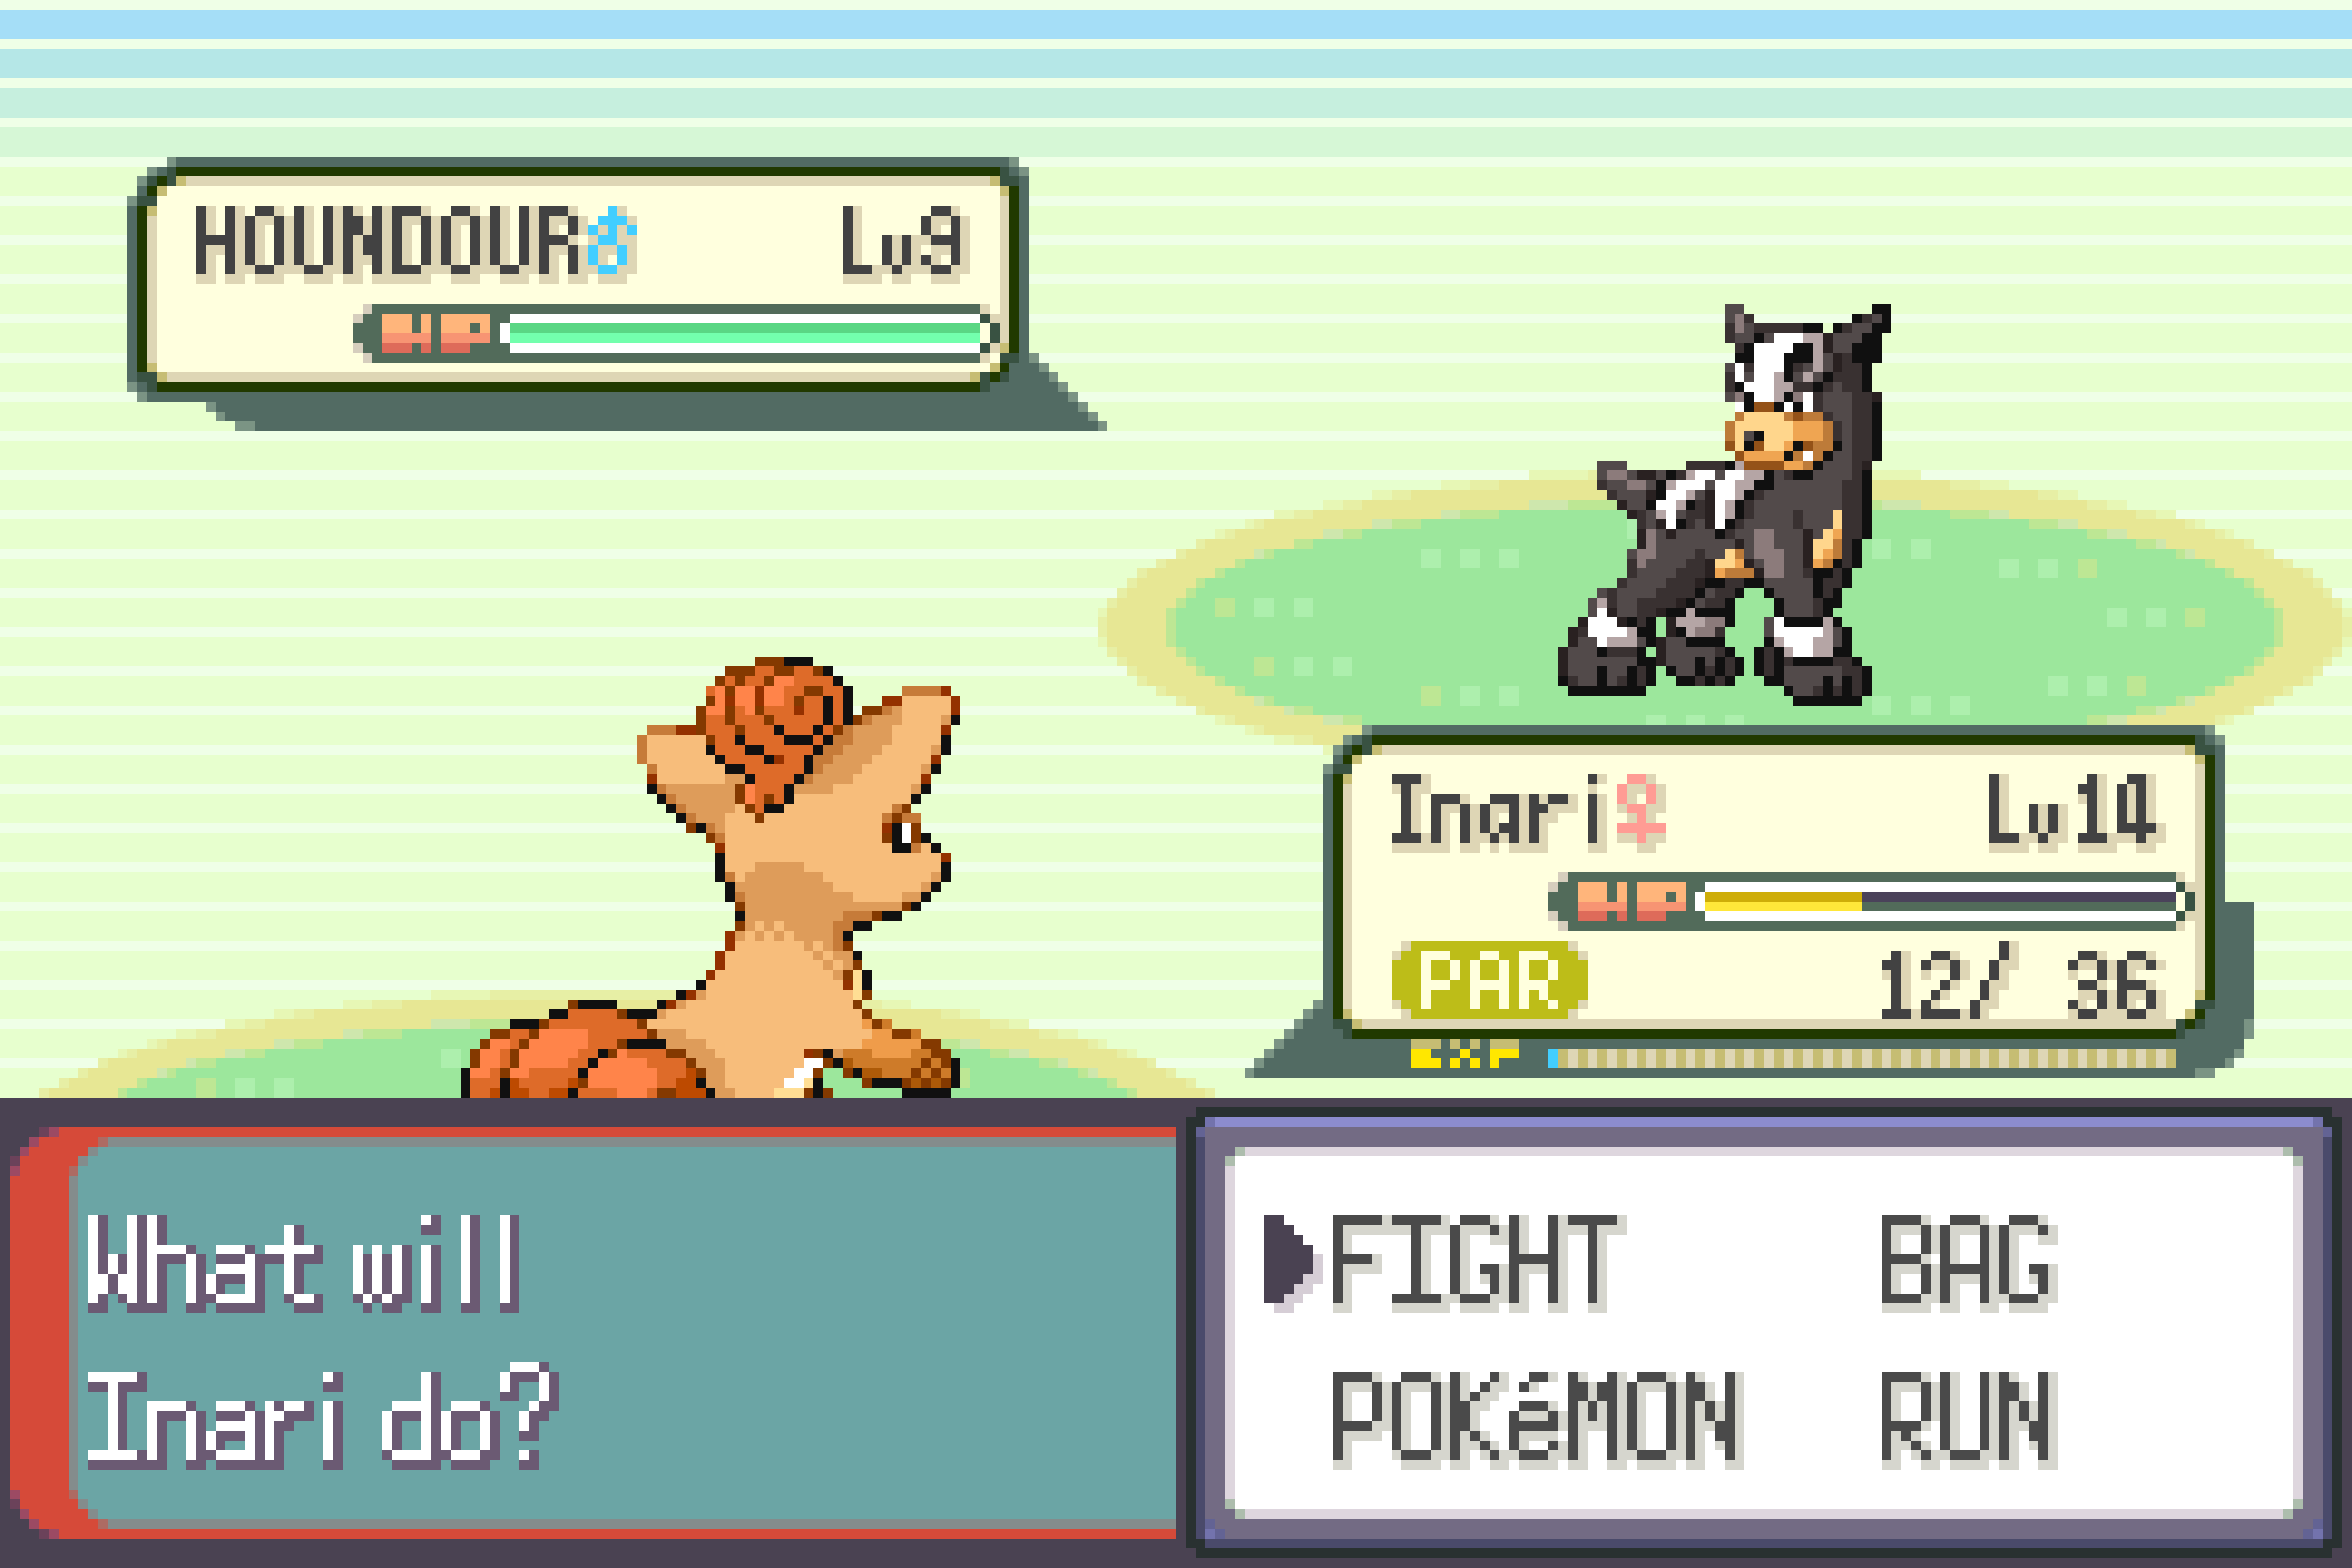 HOUNDOUR♂ Lv9
HP
Inari♀ Lv14
HP
PAR 12/ 36
EXP
What will
Inari do?
FIGHT BAG
POKéMON RUN